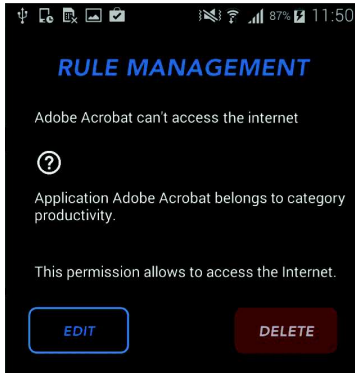 87% 11:50
RULE MANAGEMENT
Adobe Acrobat can't access the internet
?
Application Adobe Acrobat belongs to category
productivity.
This permission allows to access the Internet.
EDIT DELETE